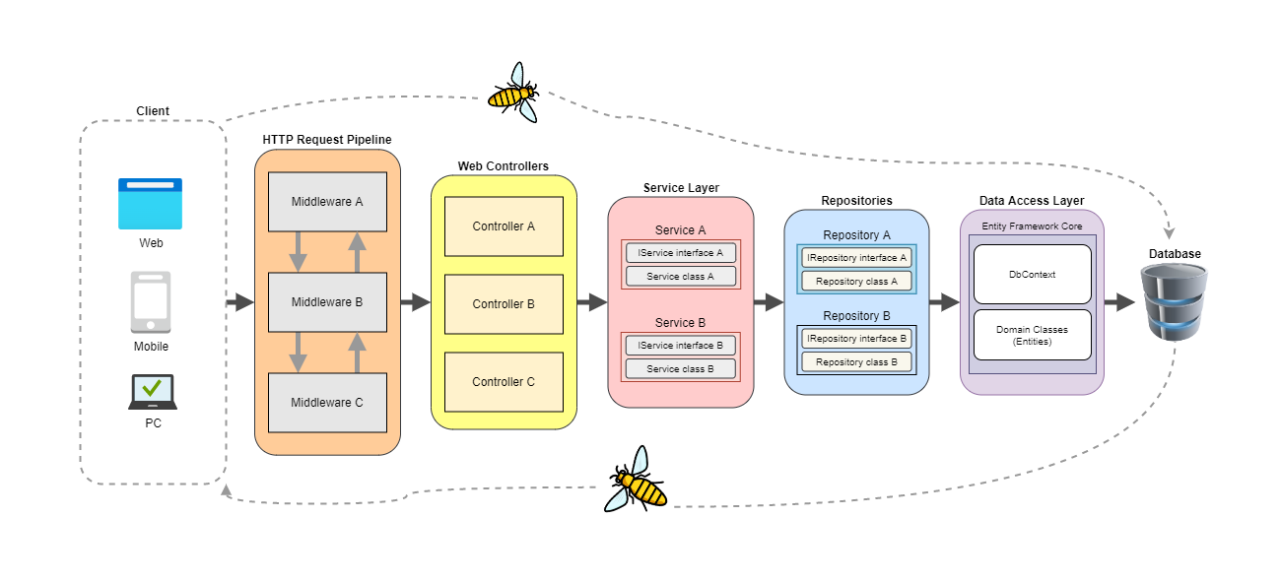 Client
Web
Mobile
PC
HTTP Request Pipeline
Middleware A
Middleware B
Middleware C
Web Controllers
Controller A
Controller B
Controller C
Service Layer
Service A
IService interface A
Service class A
Service B
IService interface B
Service class B
Repositories
Repository A
IRepository interface A
Repository class A
Repository B
IRepository interface B
Repository class B
Data Access Layer
Entity Framework Core
DbContext
Domain Classes
(Entities)
Database